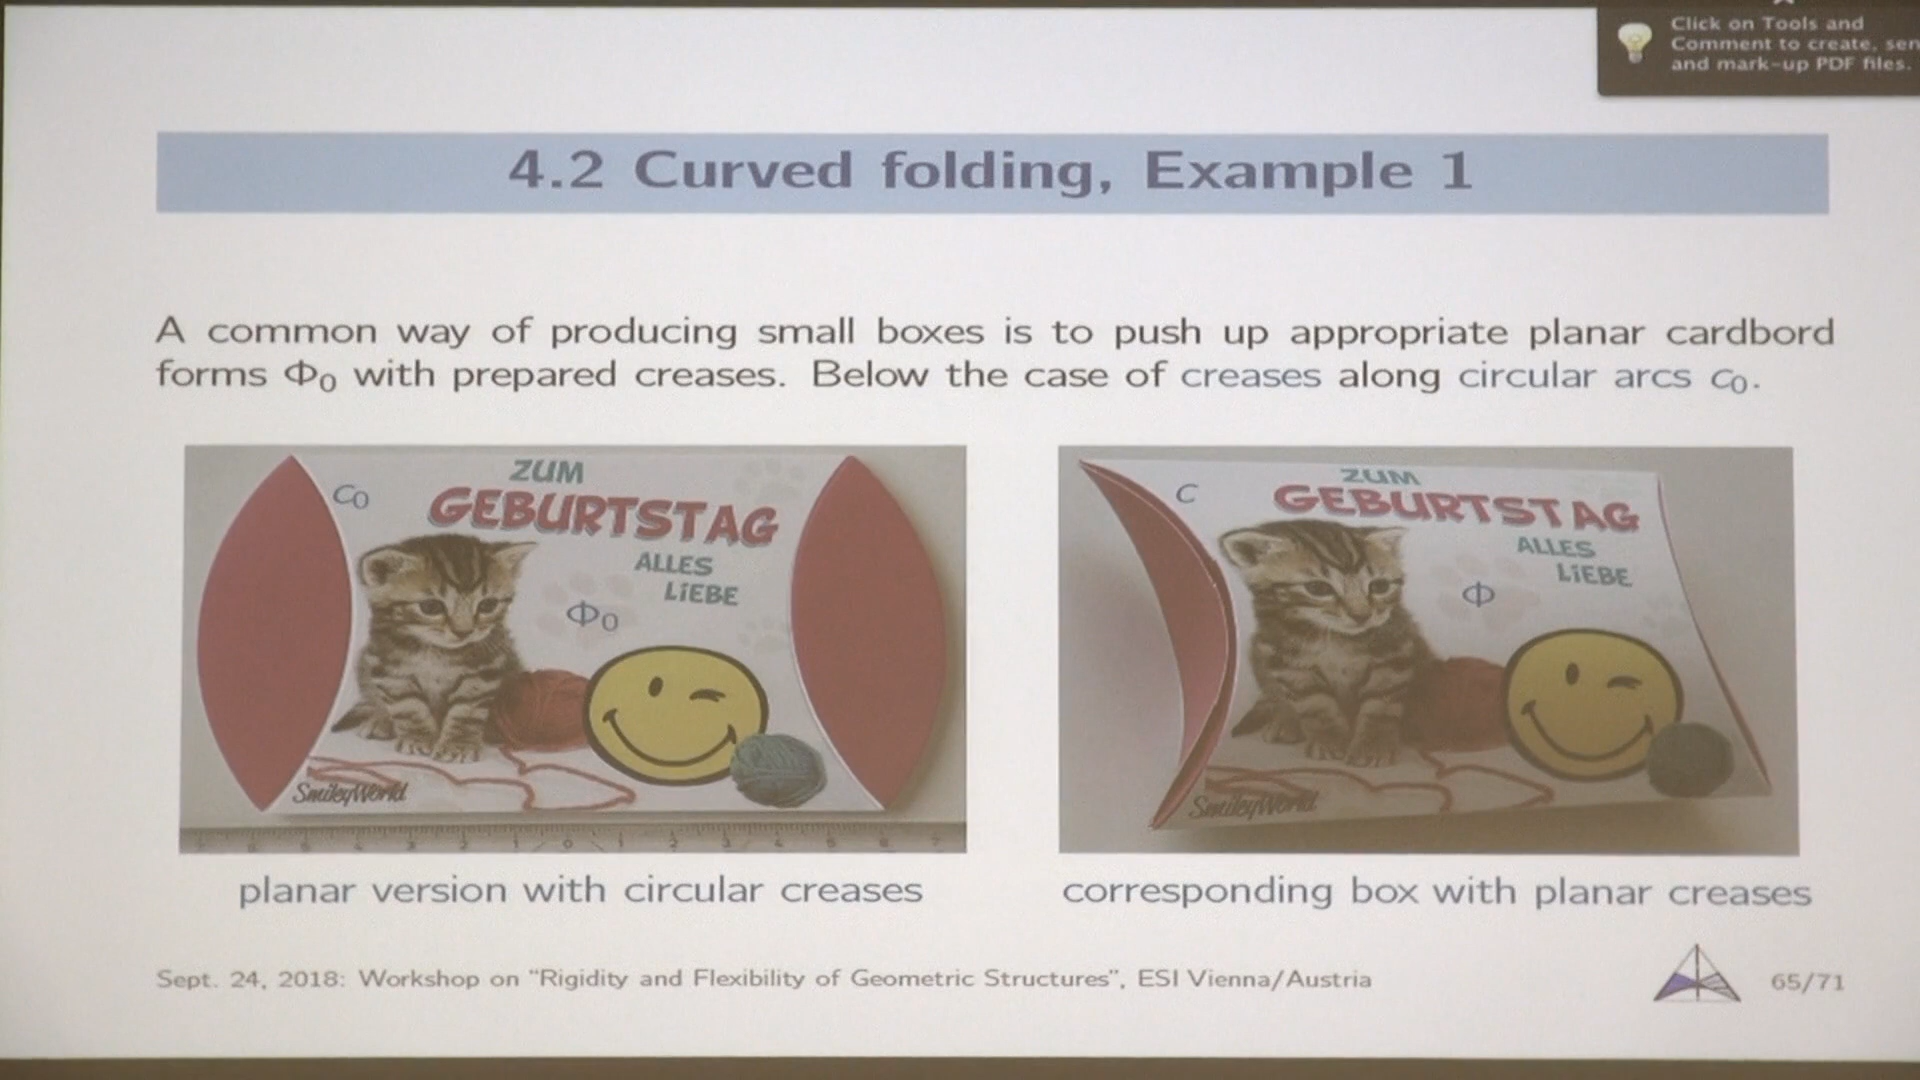 Click on Tools and
Comment to create, sen
and mark-up PDF files.
4.2 Curved folding, Example 1
A common way of producing small boxes is to push up appropriate planar cardbord
forms Φ₀ with prepared creases. Below the case of creases along circular arcs c₀.
c₀
ZUM
GEBURTSTAG
ALLES
LiEBE
Φ₀
SmileyWorld
c
ZUM
GEBURTSTAG
ALLES
LiEBE
Φ
SmileyWorld
planar version with circular creases
corresponding box with planar creases
Sept. 24, 2018: Workshop on “Rigidity and Flexibility of Geometric Structures”, ESI Vienna/Austria
65/71